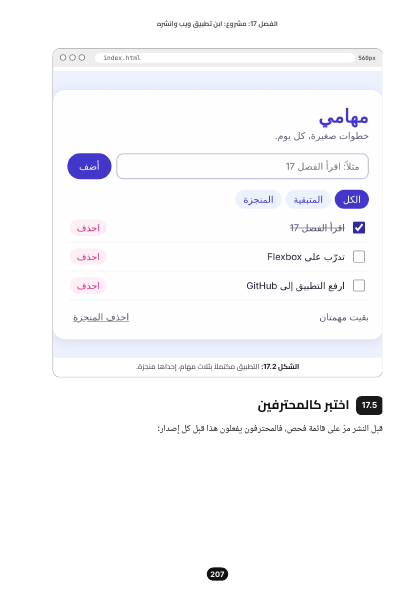 الفصل 17: مشروع: ابن تطبيق ويب وانشره
index.html
560px
مهامي
خطوات صغيرة، كل يوم.
مثلاً: اقرأ الفصل 17
أضف
الكل
المتبقية
المنجزة
اقرأ الفصل 17
احذف
تدرّب على Flexbox
احذف
ارفع التطبيق إلى GitHub
احذف
بقيت مهمتان
احذف المنجزة
الشكل 17.2: التطبيق مكتملاً بثلاث مهام، إحداها منجزة.
17.5 اختبر كالمحترفين
قبل النشر مرّ على قائمة فحص، فالمحترفون يفعلون هذا قبل كل إصدار:
207